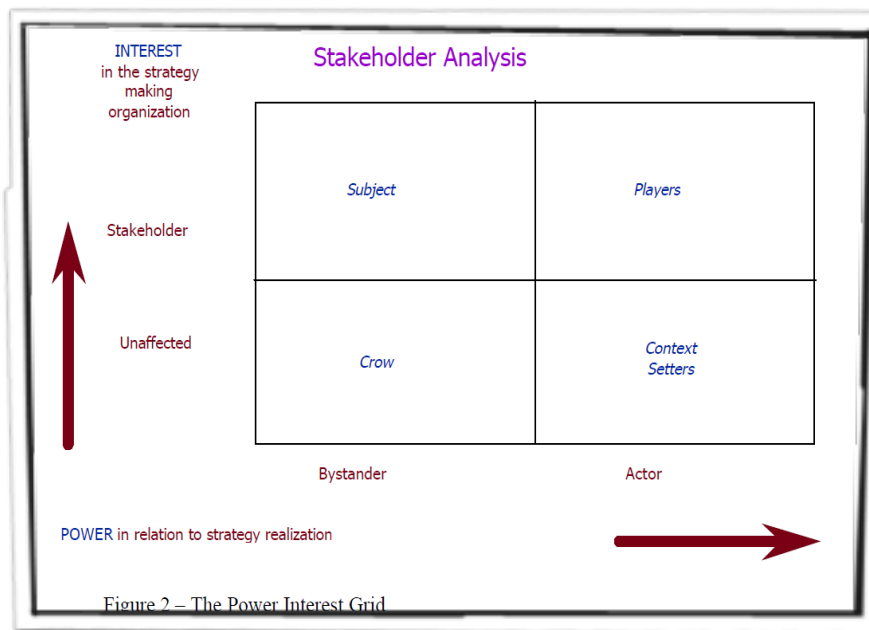 INTEREST
in the strategy
making
organization
Stakeholder Analysis
Subject
Players
Stakeholder
Unaffected
Crow
Context
Setters
Bystander
Actor
POWER in relation to strategy realization
Figure 2 – The Power Interest Grid